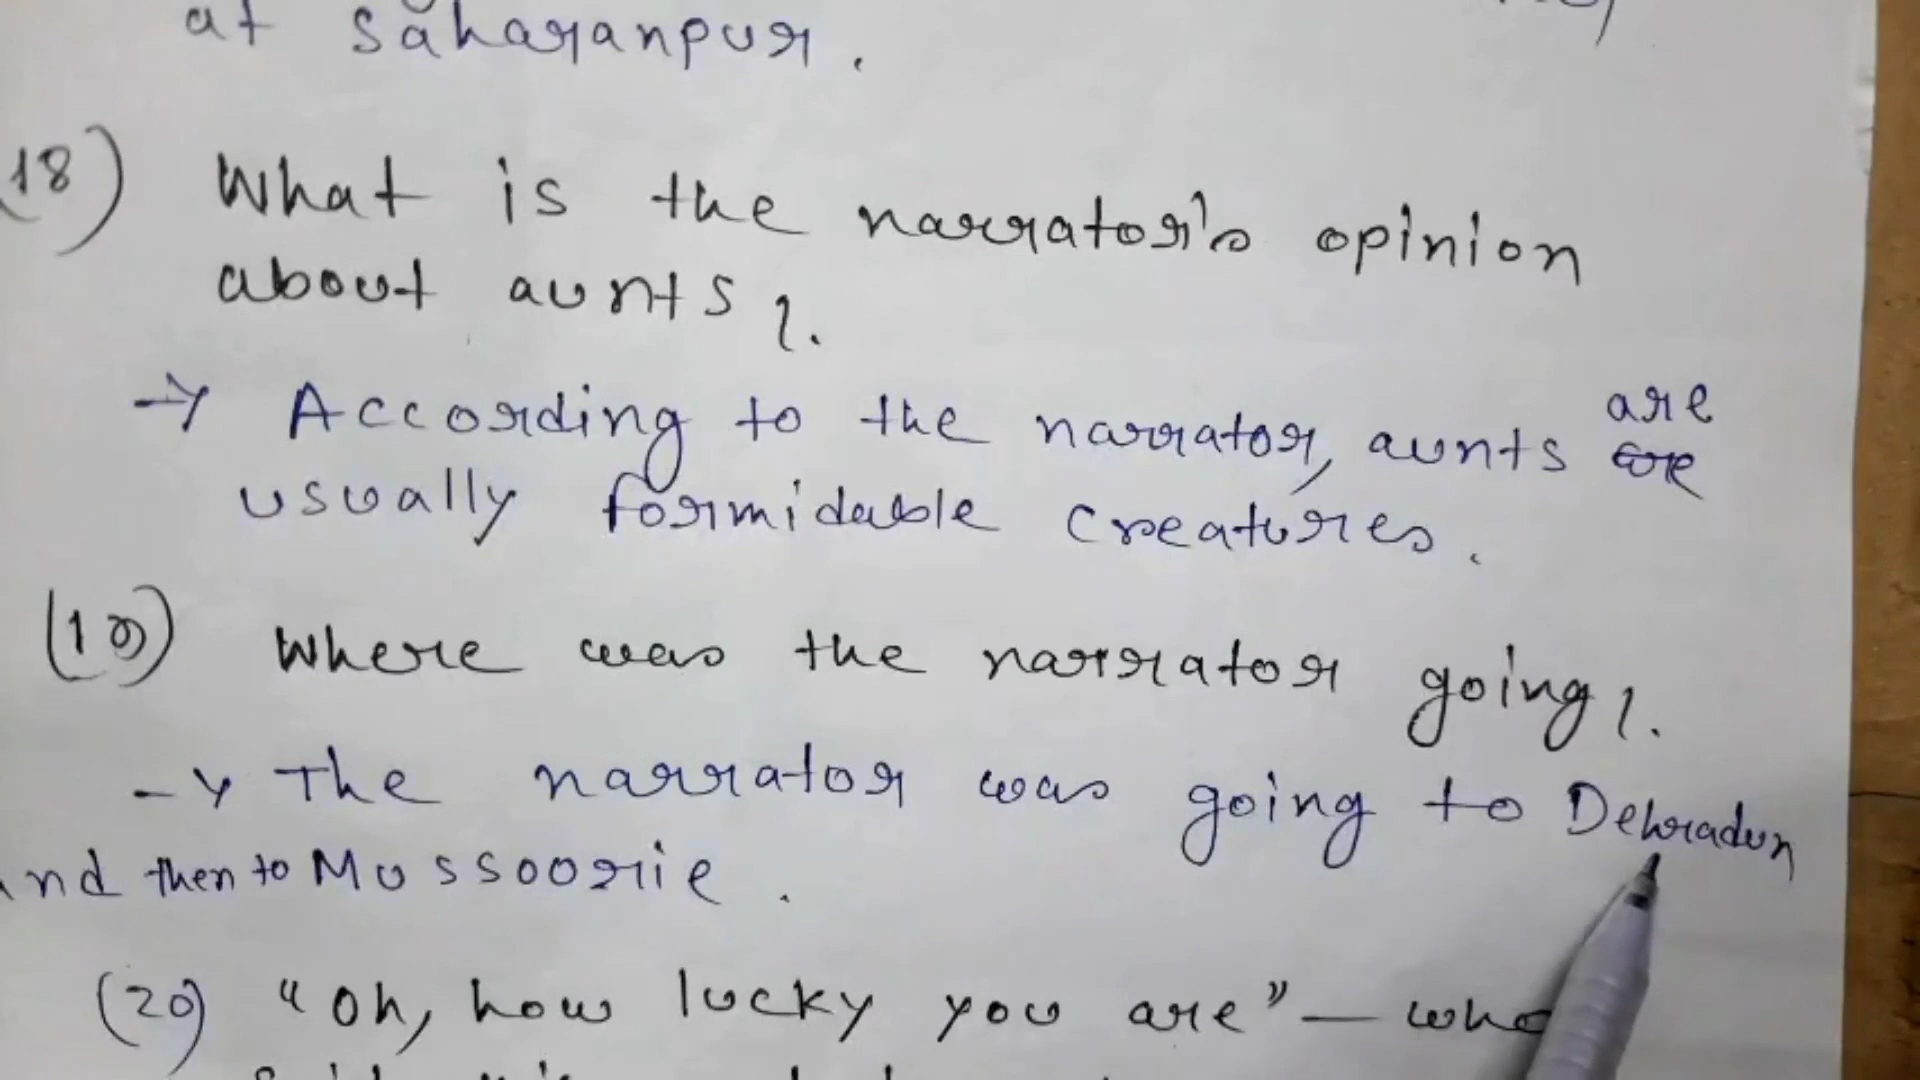 at Saharanpur.
(18) What is the narrator's opinion
about aunts?
→ According to the narrator, aunts are
usually formidable creatures.
(19) Where was the narrator going?
→ The narrator was going to Dehradun
and then to Mussoorie.
(20) "Oh, how lucky you are" — who